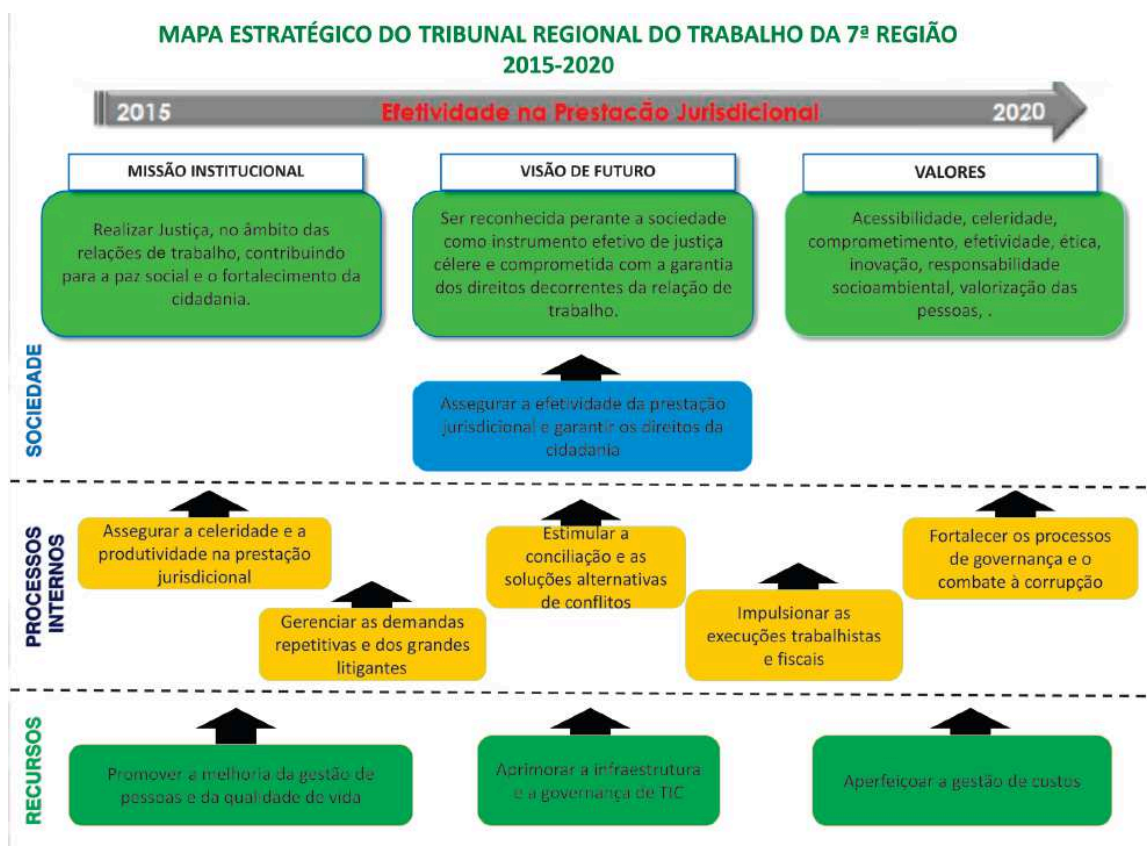 MAPA ESTRATÉGICO DO TRIBUNAL REGIONAL DO TRABALHO DA 7ª REGIÃO
2015-2020
2015
Efetividade na Prestacão Jurisdicional
2020
MISSÃO INSTITUCIONAL
Realizar Justiça, no âmbito das
relações de trabalho, contribuindo
para a paz social e o fortalecimento da
cidadania.
VISÃO DE FUTURO
Ser reconhecida perante a sociedade
como instrumento efetivo de justiça
célere e comprometida com a garantia
dos direitos decorrentes da relação de
trabalho.
VALORES
Acessibilidade, celeridade,
comprometimento, efetividade, ética,
inovação, responsabilidade
socioambiental, valorização das
pessoas, .
SOCIEDADE
Assegurar a efetividade da prestação
jurisdicional e garantir os direitos da
cidadania
PROCESSOS
INTERNOS
Assegurar a celeridade e a
produtividade na prestação
jurisdicional
Gerenciar as demandas
repetitivas e dos grandes
litigantes
Estimular a
conciliação e as
soluções alternativas
de conflitos
Impulsionar as
execuções trabalhistas
e fiscais
Fortalecer os processos
de governança e o
combate à corrupção
RECURSOS
Promover a melhoria da gestão de
pessoas e da qualidade de vida
Aprimorar a infraestrutura
e a governança de TIC
Aperfeiçoar a gestão de custos